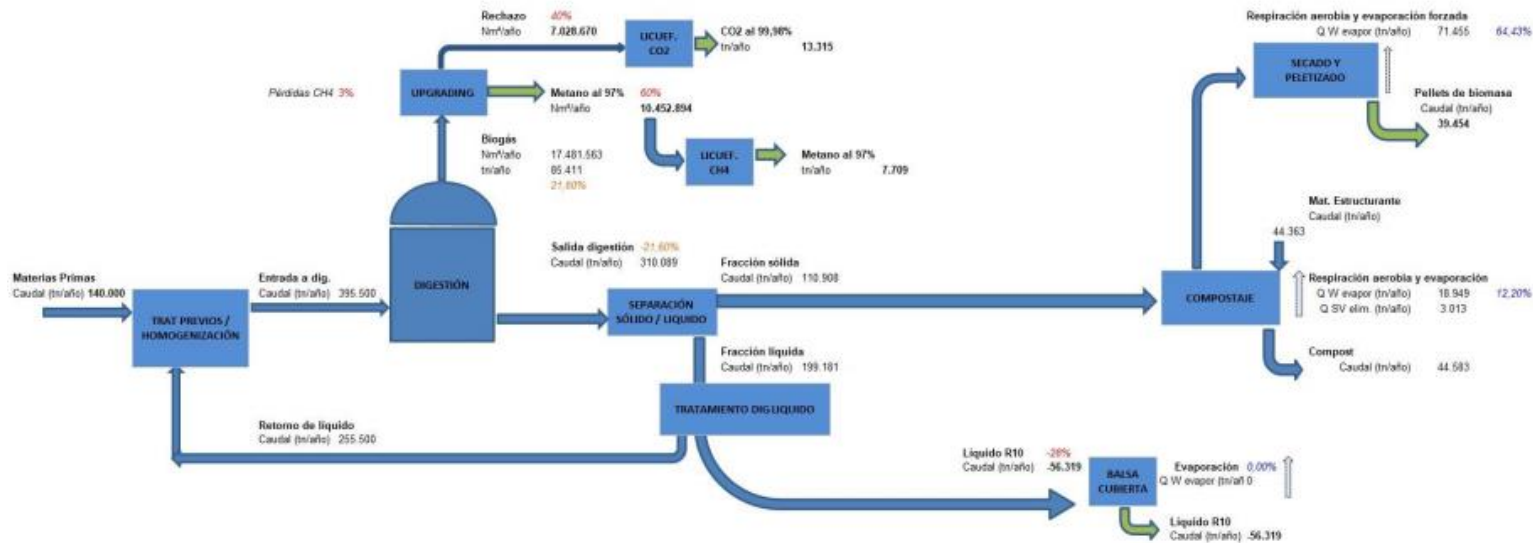 Rechazo 40%
Nm³/año 7.028.670
LICUEF. CO2
CO2 al 99,98%
tn/año 13.315
Pérdidas CH4 3%
UPGRADING
Metano al 97% 60%
Nm³/año 10.452.894
Biogás
Nm³/año 17.481.563
tn/año 85.411
21,60%
LICUEF. CH4
Metano al 97%
tn/año 7.709
Respiración aerobia y evaporación forzada
Q W evapor (tn/año) 71.455 64,43%
SECADO Y PELETIZADO
Pellets de biomasa
Caudal (tn/año)
39.454
Mat. Estructurante
Caudal (tn/año)
44.363
Materias Primas
Caudal (tn/año) 140.000
TRAT PREVIOS / HOMOGENIZACIÓN
Entrada a dig.
Caudal (tn/año) 395.500
DIGESTIÓN
Salida digestión -21,60%
Caudal (tn/año) 310.089
SEPARACIÓN SÓLIDO / LIQUIDO
Fracción sólida
Caudal (tn/año) 110.908
COMPOSTAJE
Respiración aerobia y evaporación
Q W evapor (tn/año) 18.949 12,20%
Q SV elim. (tn/año) 3.013
Compost
Caudal (tn/año) 44.583
Fracción líquida
Caudal (tn/año) 199.181
TRATAMIENTO DIG LIQUIDO
Retorno de líquido
Caudal (tn/año) 255.500
Líquido R10 -28%
Caudal (tn/año) -56.319
BALSA CUBIERTA
Evaporación 0,00%
Q W evapor (tn/añ 0
Líquido R10
Caudal (tn/año) -56.319